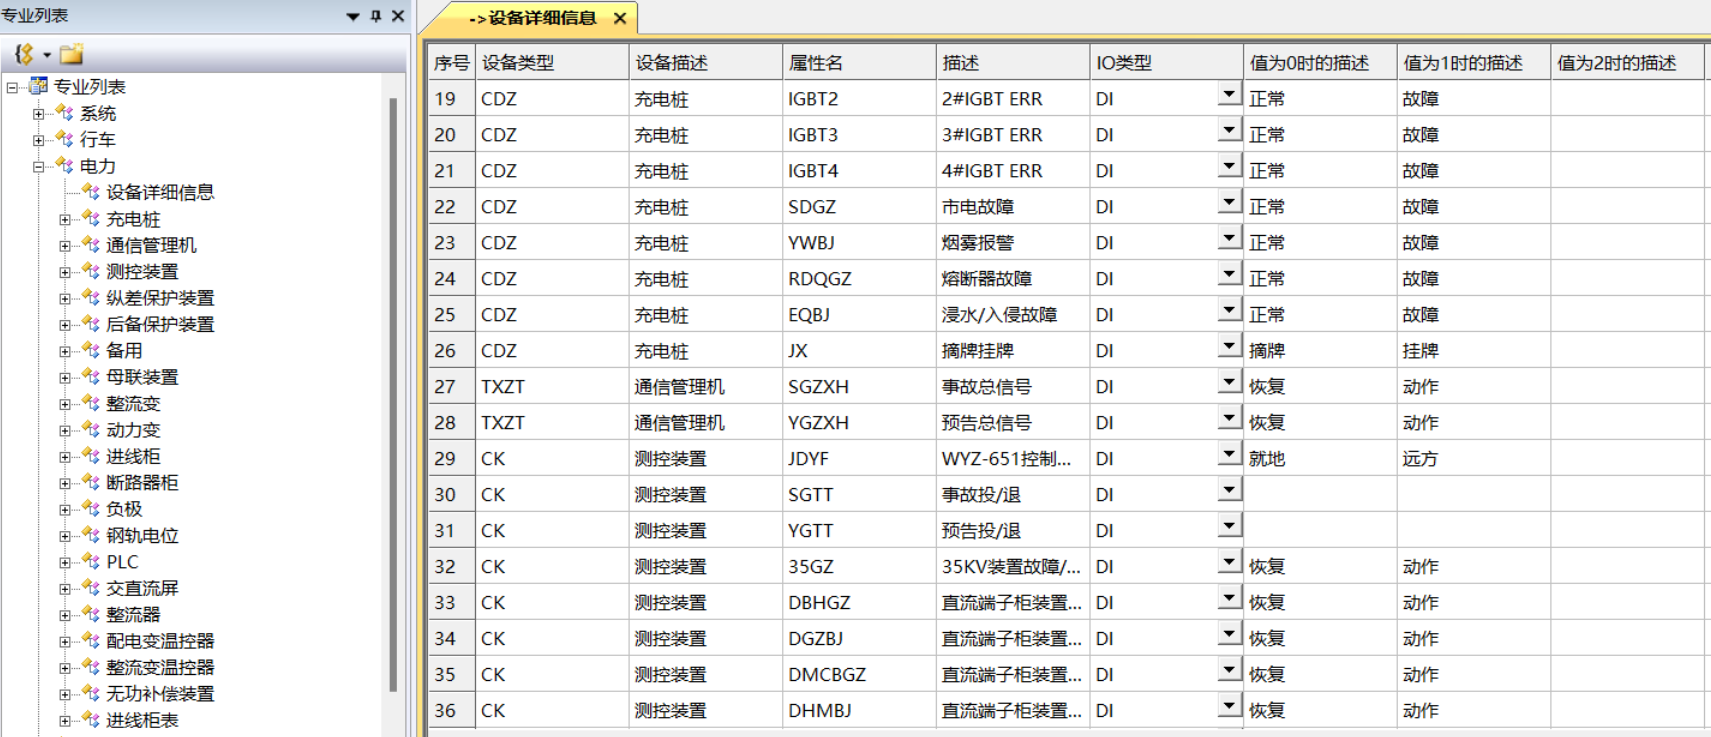 专业列表
专业列表
系统
行车
电力
设备详细信息
充电桩
通信管理机
测控装置
纵差保护装置
后备保护装置
备用
母联装置
整流变
动力变
进线柜
断路器柜
负极
钢轨电位
PLC
交直流屏
整流器
配电变温控器
整流变温控器
无功补偿装置
进线柜表
->设备详细信息
序号 设备类型 设备描述 属性名 描述 IO类型 值为0时的描述 值为1时的描述 值为2时的描述
19 CDZ 充电桩 IGBT2 2#IGBT ERR DI 正常 故障
20 CDZ 充电桩 IGBT3 3#IGBT ERR DI 正常 故障
21 CDZ 充电桩 IGBT4 4#IGBT ERR DI 正常 故障
22 CDZ 充电桩 SDGZ 市电故障 DI 正常 故障
23 CDZ 充电桩 YWBJ 烟雾报警 DI 正常 故障
24 CDZ 充电桩 RDQGZ 熔断器故障 DI 正常 故障
25 CDZ 充电桩 EQBJ 浸水/入侵故障 DI 正常 故障
26 CDZ 充电桩 JX 摘牌挂牌 DI 摘牌 挂牌
27 TXZT 通信管理机 SGZXH 事故总信号 DI 恢复 动作
28 TXZT 通信管理机 YGZXH 预告总信号 DI 恢复 动作
29 CK 测控装置 JDYF WYZ-651控制... DI 就地 远方
30 CK 测控装置 SGTT 事故投/退 DI
31 CK 测控装置 YGTT 预告投/退 DI
32 CK 测控装置 35GZ 35KV装置故障/... DI 恢复 动作
33 CK 测控装置 DBHGZ 直流端子柜装置... DI 恢复 动作
34 CK 测控装置 DGZBJ 直流端子柜装置... DI 恢复 动作
35 CK 测控装置 DMCBGZ 直流端子柜装置... DI 恢复 动作
36 CK 测控装置 DHMBJ 直流端子柜装置... DI 恢复 动作